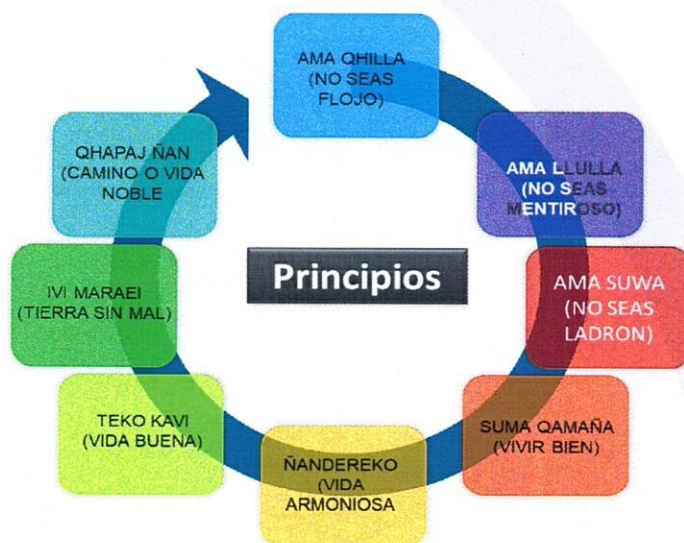 AMA QHILLA
(NO SEAS
FLOJO)
AMA LLULLA
(NO SEAS
MENTIROSO)
AMA SUWA
(NO SEAS
LADRON)
SUMA QAMAÑA
(VIVIR BIEN)
ÑANDEREKO
(VIDA
ARMONIOSA
TEKO KAVI
(VIDA BUENA)
IVI MARAEI
(TIERRA SIN MAL)
QHAPAJ ÑAN
(CAMINO O VIDA
NOBLE
Principios